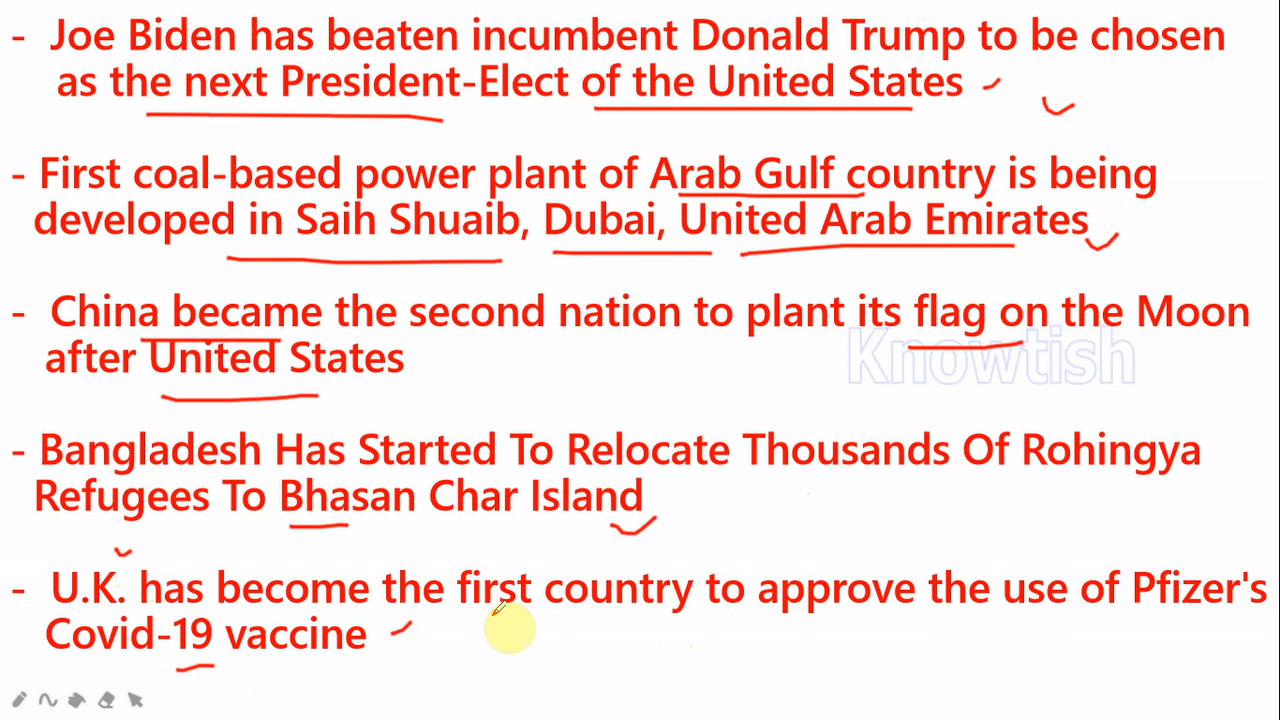 - Joe Biden has beaten incumbent Donald Trump to be chosen
as the next President-Elect of the United States
- First coal-based power plant of Arab Gulf country is being
developed in Saih Shuaib, Dubai, United Arab Emirates
- China became the second nation to plant its flag on the Moon
after United States
Knowtish
- Bangladesh Has Started To Relocate Thousands Of Rohingya
Refugees To Bhasan Char Island
- U.K. has become the first country to approve the use of Pfizer's
Covid-19 vaccine